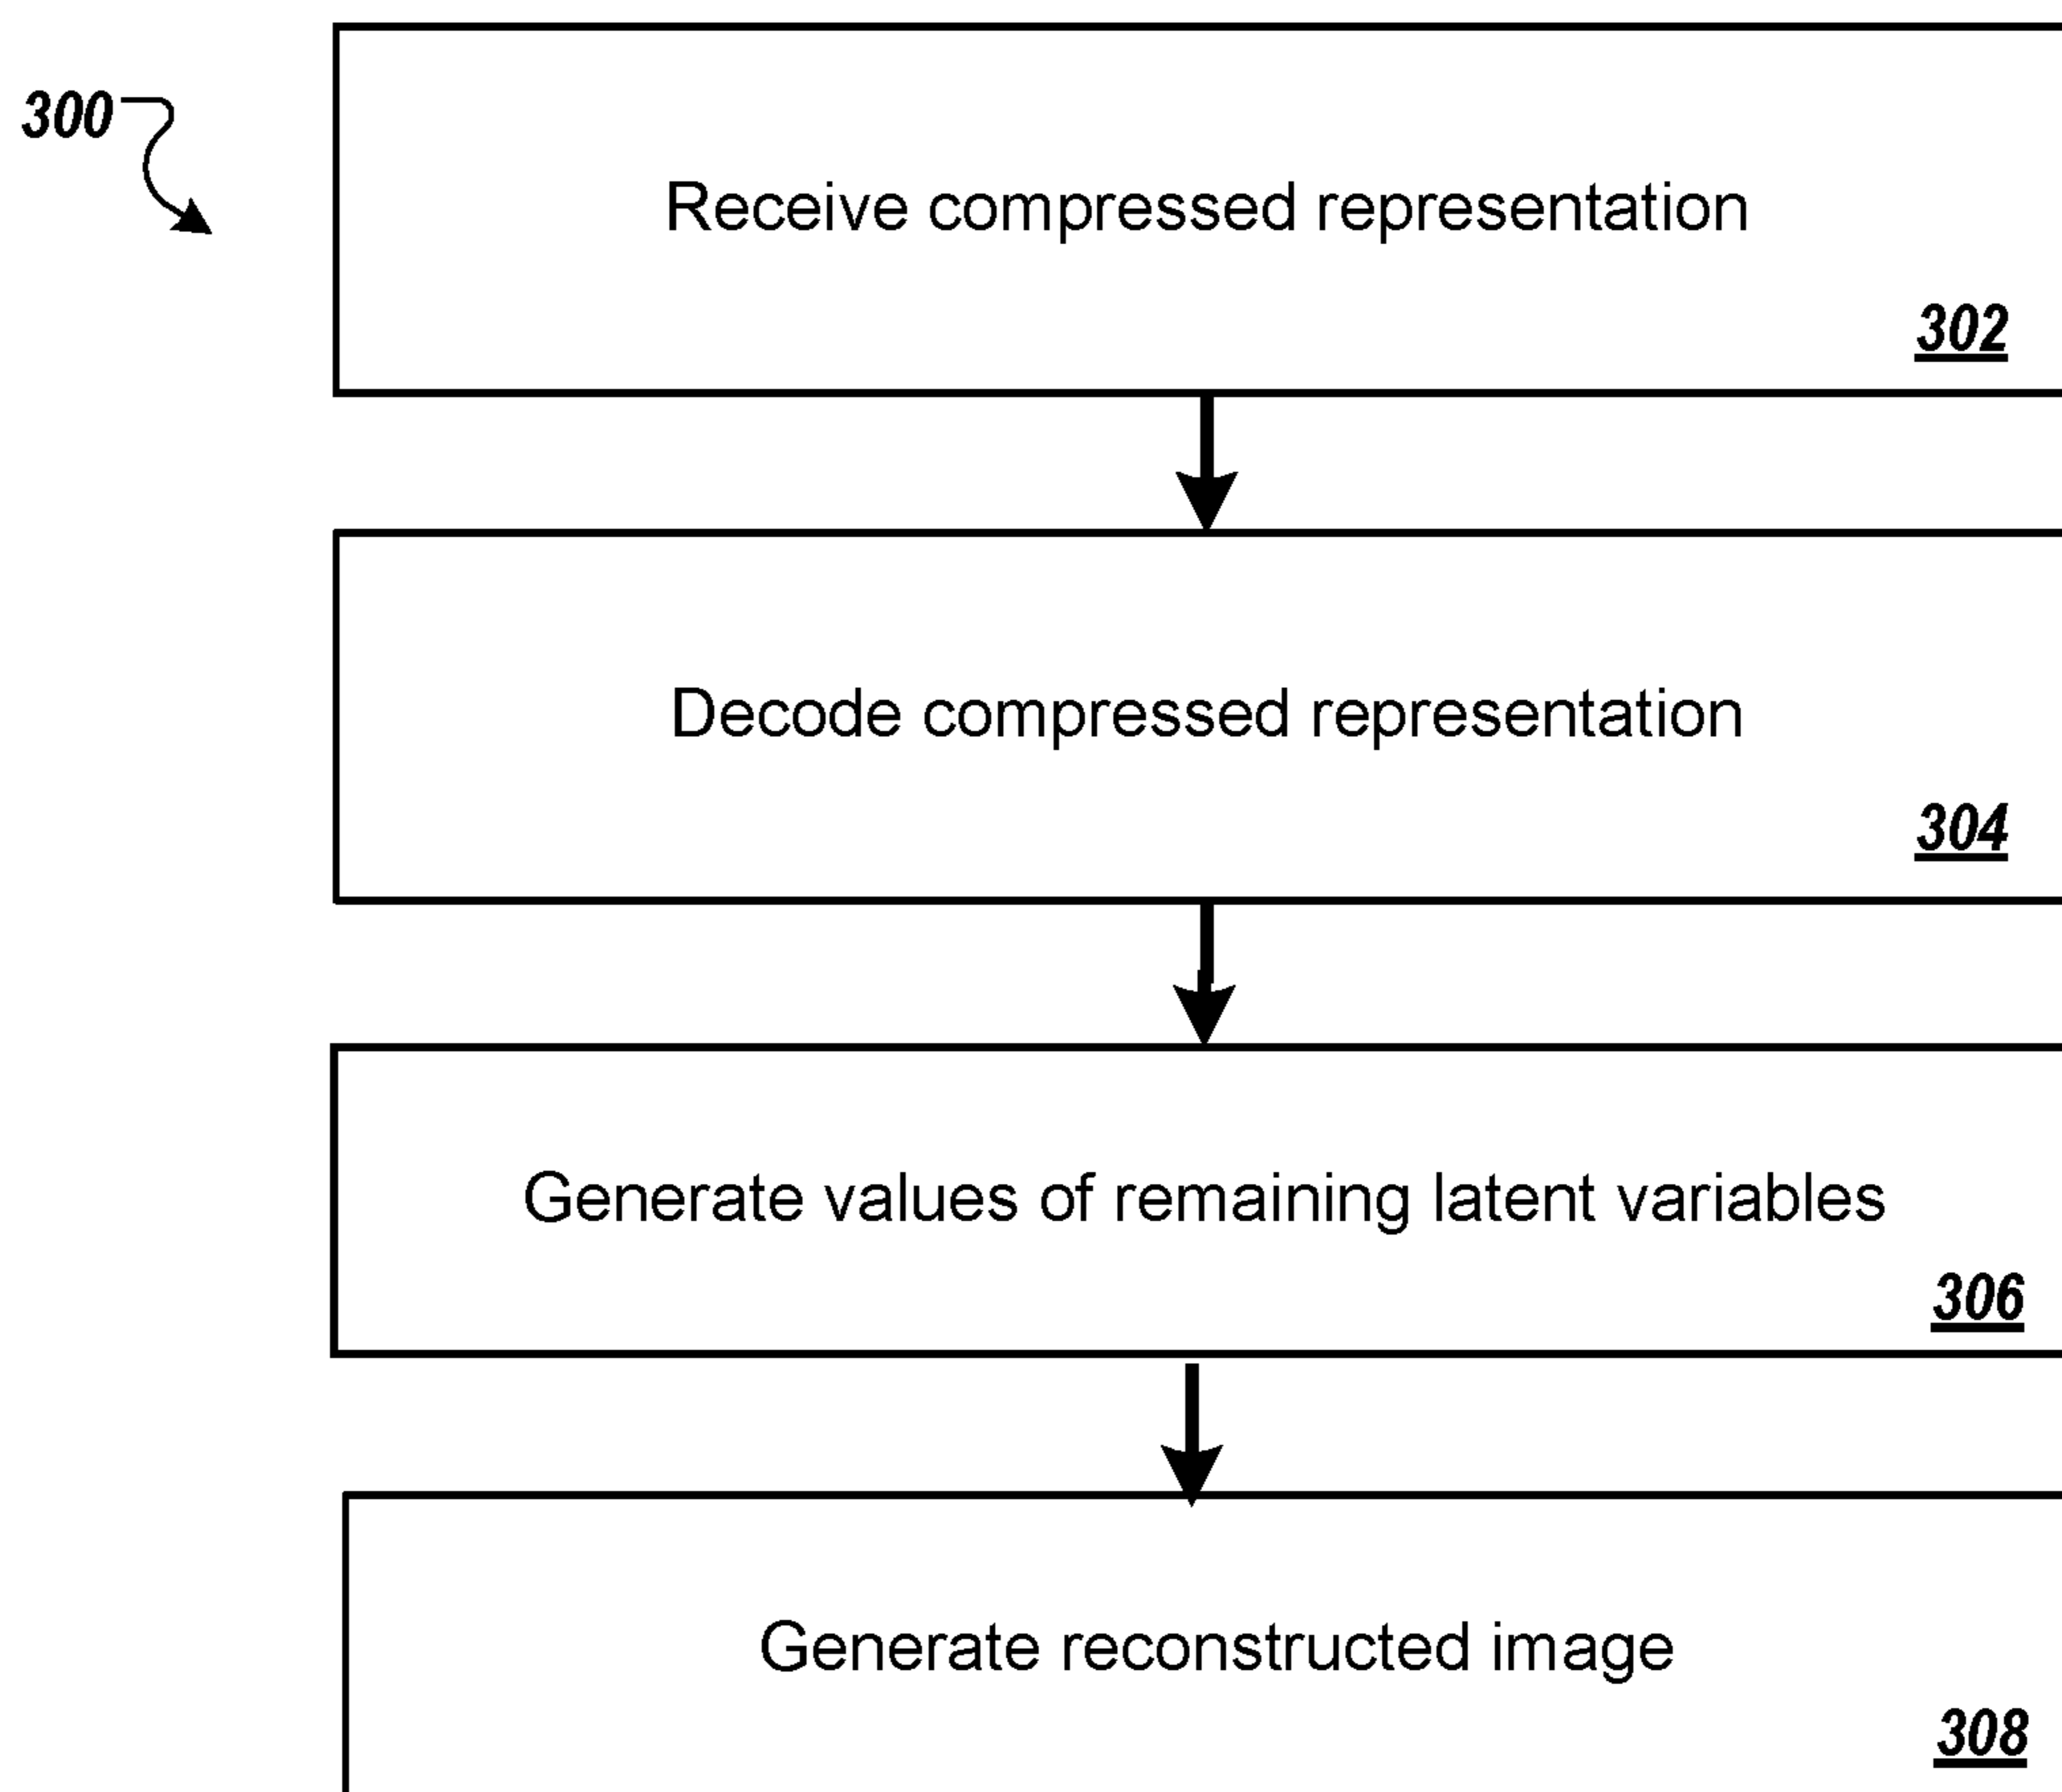 300
Receive compressed representation
302
Decode compressed representation
304
Generate values of remaining latent variables
306
Generate reconstructed image
308